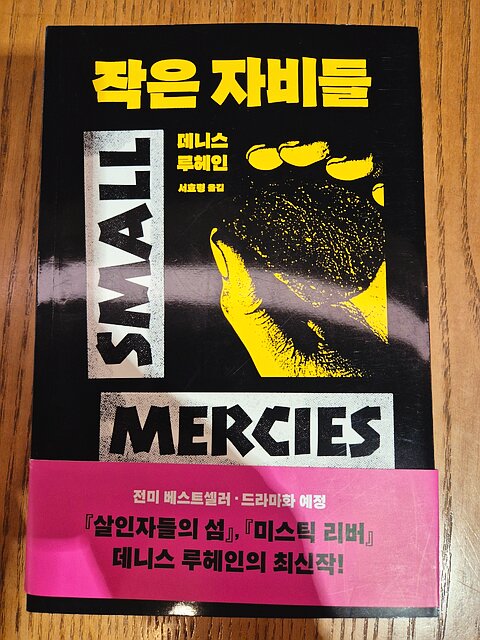 작은 자비들
데니스
루헤인
서효령 옮김
SMALL
MERCIES
전미 베스트셀러·드라마화 예정
『살인자들의 섬』, 『미스틱 리버』
데니스 루헤인의 최신작!